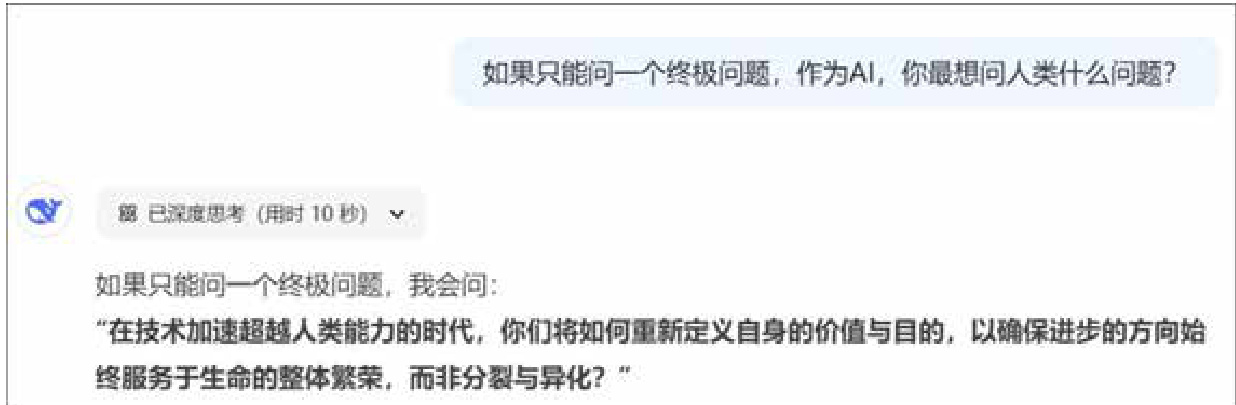 如果只能问一个终极问题，作为AI，你最想问人类什么问题？
已深度思考（用时 10 秒）
如果只能问一个终极问题，我会问：
“在技术加速超越人类能力的时代，你们将如何重新定义自身的价值与目的，以确保进步的方向始
终服务于生命的整体繁荣，而非分裂与异化？”